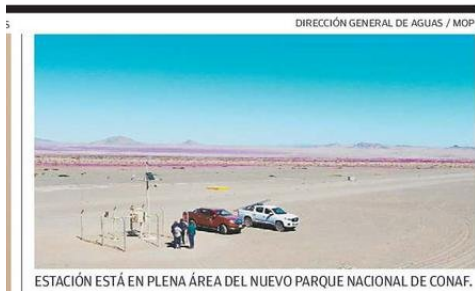 DIRECCIÓN GENERAL DE AGUAS / MOP
ESTACIÓN ESTÁ EN PLENA ÁREA DEL NUEVO PARQUE NACIONAL DE CONAF.